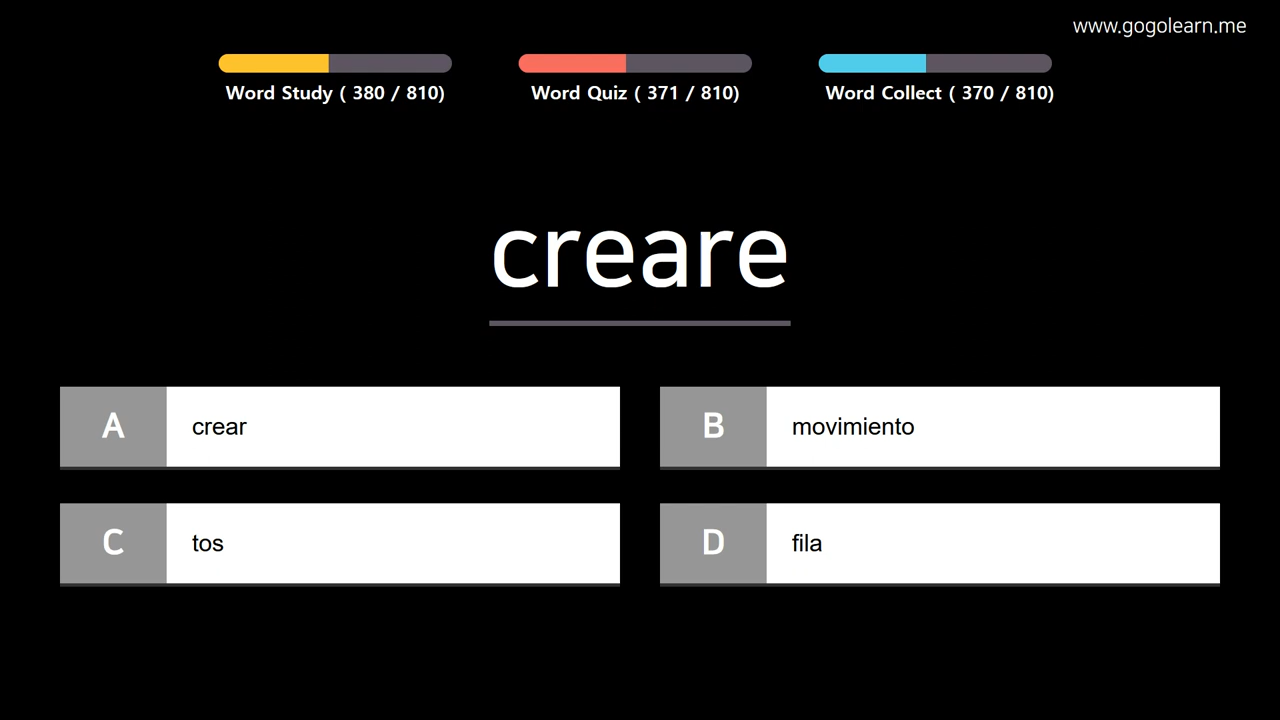 www.gogolearn.me
Word Study ( 380 / 810)
Word Quiz ( 371 / 810)
Word Collect ( 370 / 810)
creare
A crear
B movimiento
C tos
D fila